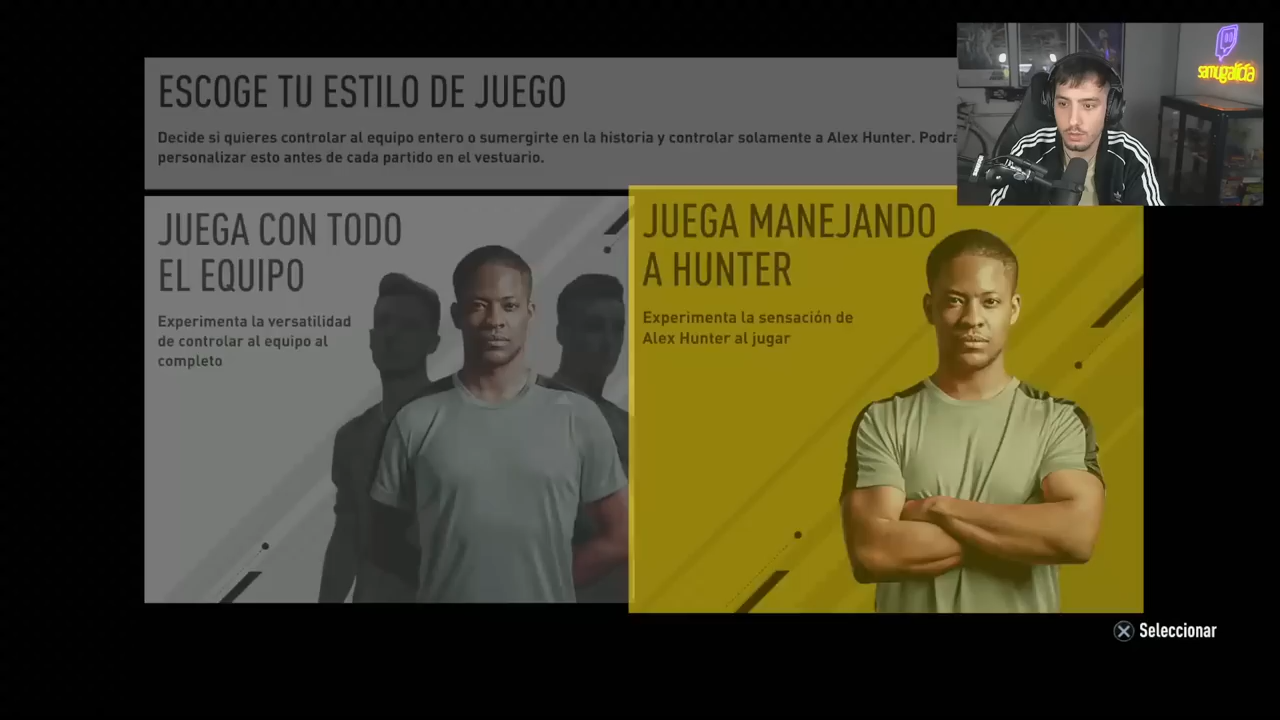 ESCOGE TU ESTILO DE JUEGO
Decide si quieres controlar al equipo entero o sumergirte en la historia y controlar solamente a Alex Hunter.
personalizar esto antes de cada partido en el vestuario.
JUEGA CON TODO
EL EQUIPO
Experimenta la versatilidad
de controlar al equipo al
completo
JUEGA MANEJANDO
A HUNTER
Experimenta la sensación de
Alex Hunter al jugar
Seleccionar
samugalicia